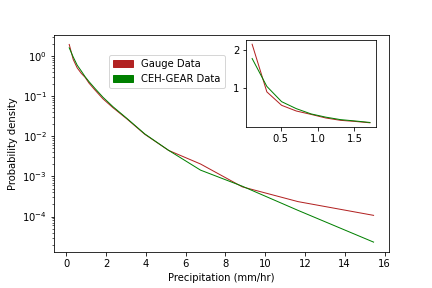 Gauge Data
CEH-GEAR Data
2
1
0.5 1.0 1.5
10⁰
10⁻¹
10⁻²
10⁻³
10⁻⁴
Probability density
0 2 4 6 8 10 12 14 16
Precipitation (mm/hr)